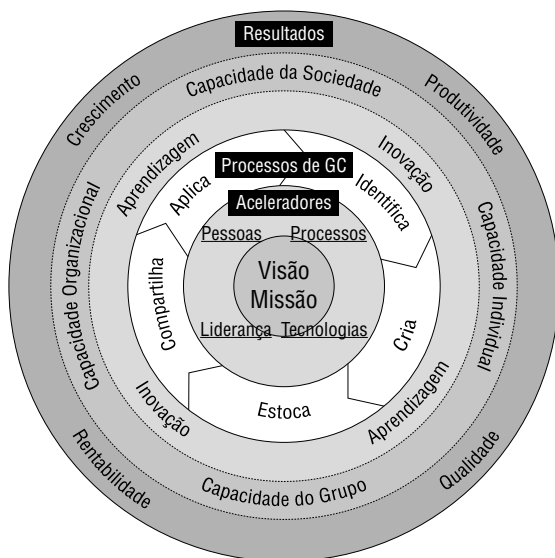 Resultados
Crescimento
Produtividade
Capacidade da Sociedade
Aprendizagem
Inovação
Processos de GC
Aplica
Identifica
Aceleradores
Pessoas Processos
Capacidade Organizacional
Capacidade Individual
Compartilha
Visão
Missão
Liderança Tecnologias
Cria
Estoca
Inovação
Aprendizagem
Rentabilidade
Qualidade
Capacidade do Grupo